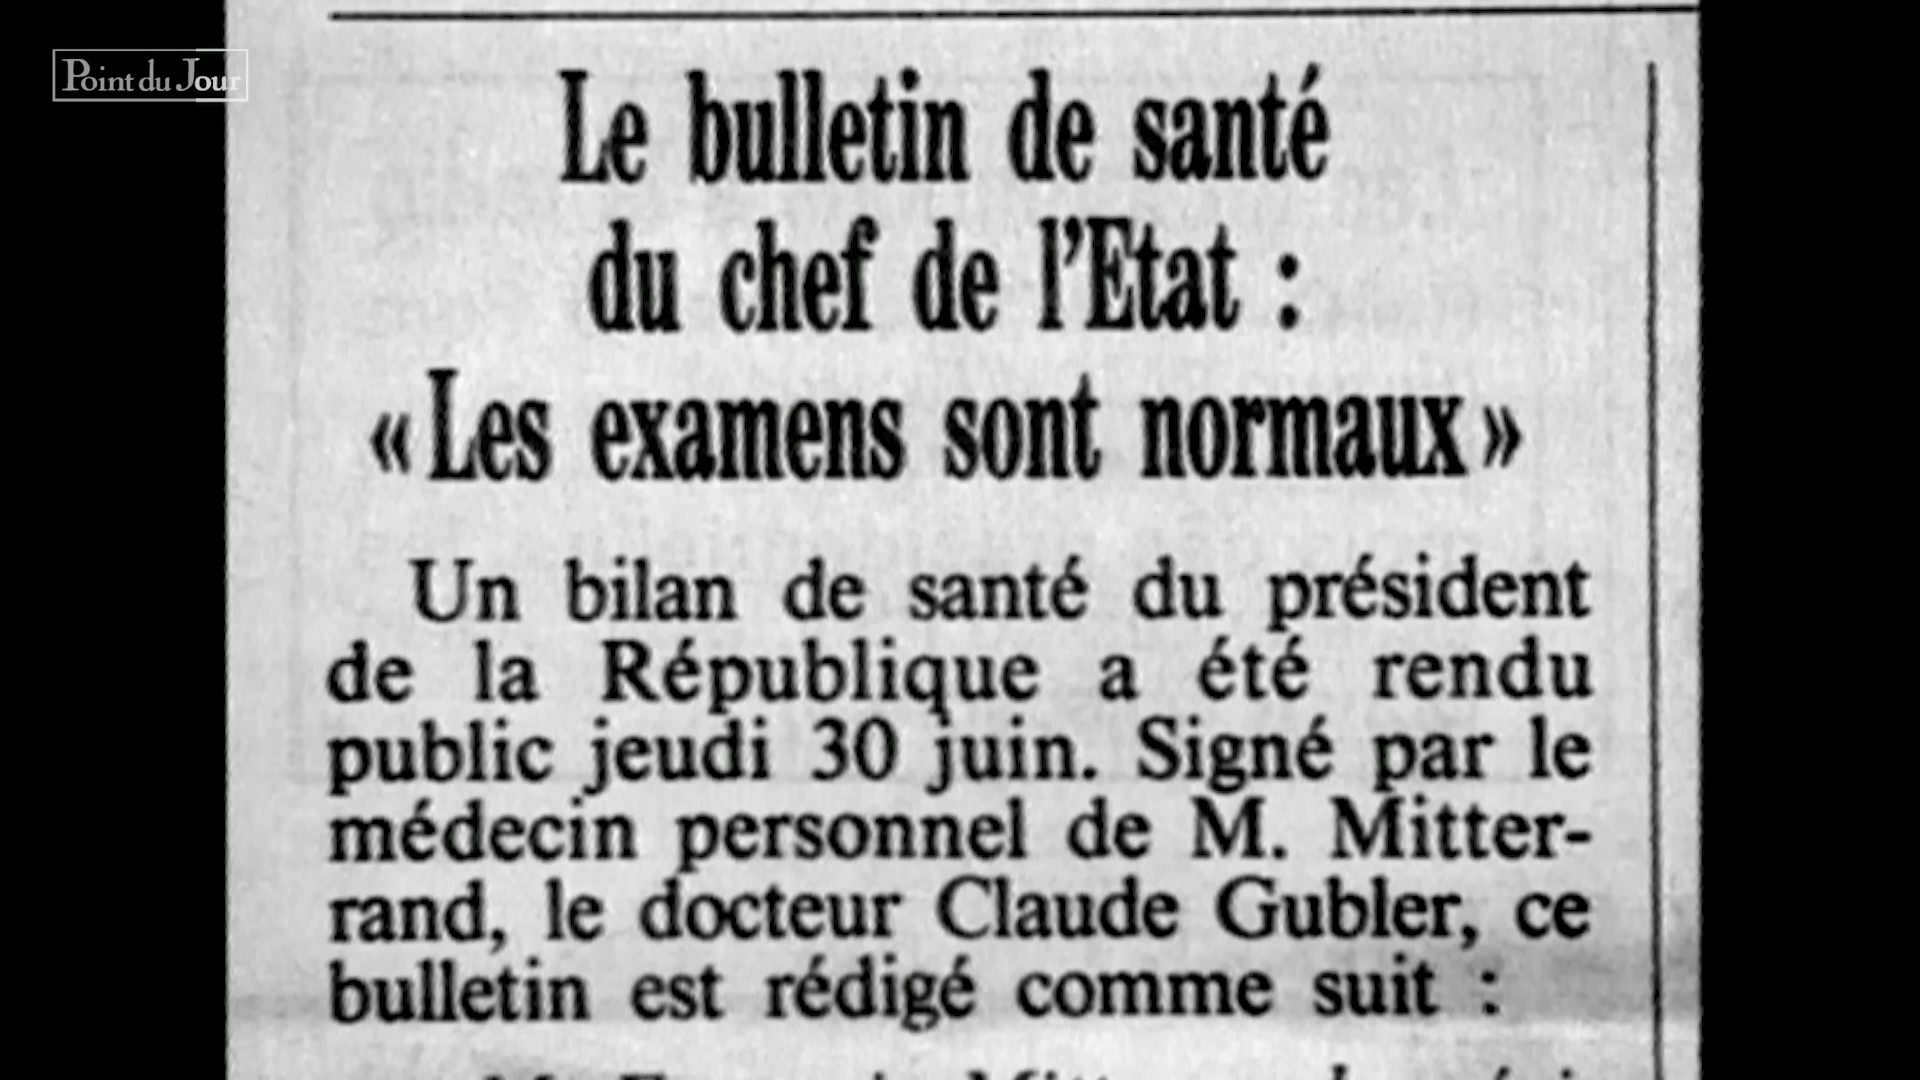 Point du Jour
Le bulletin de santé
du chef de l'Etat :
«Les examens sont normaux»
Un bilan de santé du président
de la République a été rendu
public jeudi 30 juin. Signé par le
médecin personnel de M. Mitter-
rand, le docteur Claude Gubler, ce
bulletin est rédigé comme suit :